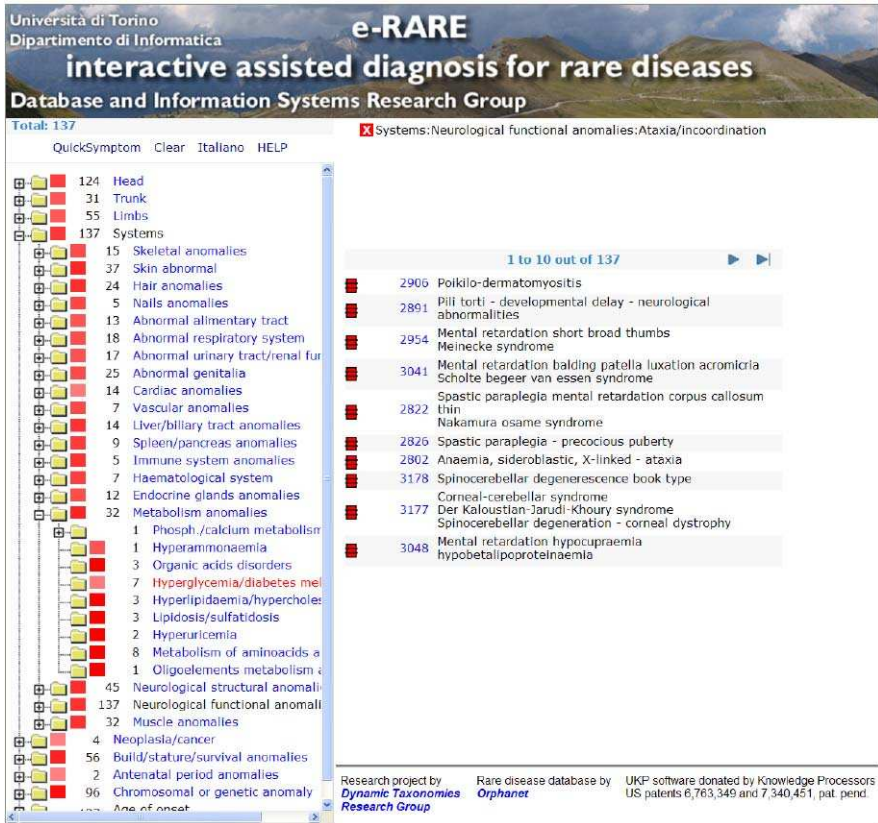 Università di Torino
Dipartimento di Informatica
e-RARE
interactive assisted diagnosis for rare diseases
Database and Information Systems Research Group
Total: 137
QuickSymptom Clear Italiano HELP
124 Head
31 Trunk
55 Limbs
137 Systems
15 Skeletal anomalies
37 Skin abnormal
24 Hair anomalies
5 Nails anomalies
13 Abnormal alimentary tract
18 Abnormal respiratory system
17 Abnormal urinary tract/renal fun
25 Abnormal genitalia
14 Cardiac anomalies
7 Vascular anomalies
14 Liver/biliary tract anomalies
9 Spleen/pancreas anomalies
5 Immune system anomalies
7 Haematological system
12 Endocrine glands anomalies
32 Metabolism anomalies
1 Phosph./calcium metabolism
1 Hyperammonaemia
3 Organic acids disorders
7 Hyperglycemia/diabetes mel
3 Hyperlipidaemia/hypercholes
3 Lipidosis/sulfatidosis
2 Hyperuricemia
8 Metabolism of aminoacids a
1 Oligoelements metabolism a
45 Neurological structural anomali
137 Neurological functional anomali
32 Muscle anomalies
4 Neoplasia/cancer
56 Build/stature/survival anomalies
2 Antenatal period anomalies
96 Chromosomal or genetic anomaly
Age of onset
X Systems:Neurological functional anomalies:Ataxia/incoordination
1 to 10 out of 137
2906 Poikilo-dermatomyositis
2891 Pili torti - developmental delay - neurological
abnormalities
2954 Mental retardation short broad thumbs
Meinecke syndrome
3041 Mental retardation balding patella luxation acromicria
Scholte begeer van essen syndrome
2822 Spastic paraplegia mental retardation corpus callosum
thin
Nakamura osame syndrome
2826 Spastic paraplegia - precocious puberty
2802 Anaemia, sideroblastic, X-linked - ataxia
3178 Spinocerebellar degenerescence book type
3177 Corneal-cerebellar syndrome
Der Kaloustian-Jarudi-Khoury syndrome
Spinocerebellar degeneration - corneal dystrophy
3048 Mental retardation hypocupraemia
hypobetalipoproteinaemia
Research project by
Dynamic Taxonomies
Research Group
Rare disease database by
Orphanet
UKP software donated by Knowledge Processors
US patents 6,763,349 and 7,340,451, pat. pend.